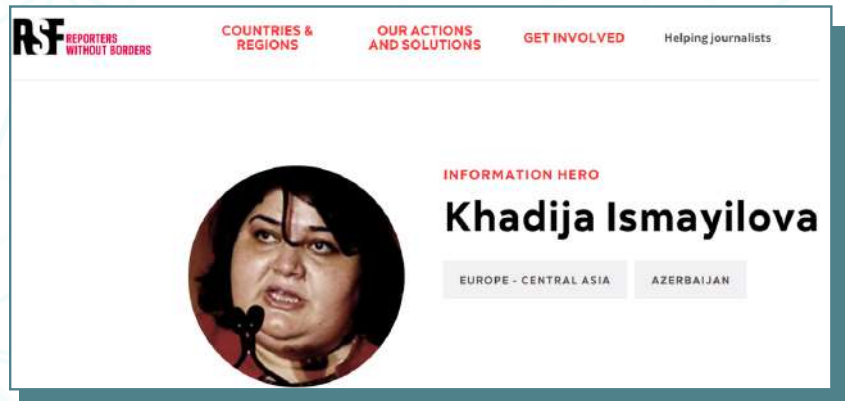 RSF REPORTERS
WITHOUT BORDERS
COUNTRIES &
REGIONS
OUR ACTIONS
AND SOLUTIONS
GET INVOLVED
Helping journalists
INFORMATION HERO
Khadija Ismayilova
EUROPE - CENTRAL ASIA
AZERBAIJAN